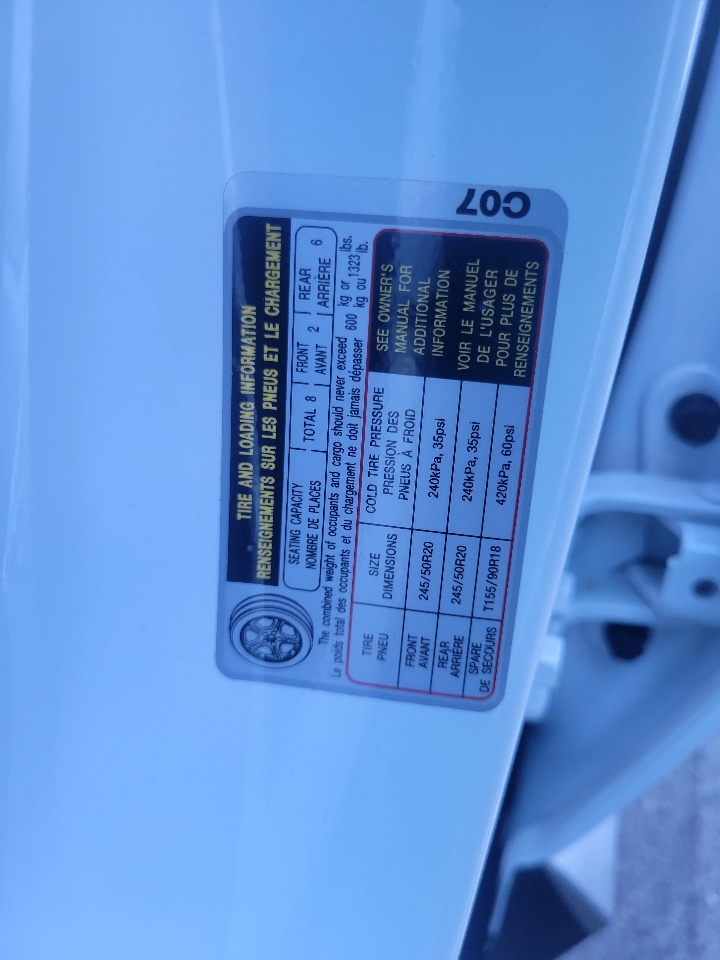 TIRE AND LOADING INFORMATION
RENSEIGNEMENTS SUR LES PNEUS ET LE CHARGEMENT
SEATING CAPACITY
NOMBRE DE PLACES
TOTAL 8
FRONT
AVANT
2
REAR
ARRIÈRE
6
The combined weight of occupants and cargo should never exceed 600 kg or 1323 lbs.
Le poids total des occupants et du chargement ne doit jamais dépasser 600 kg ou 1323 lb.
TIRE
PNEU
SIZE
DIMENSIONS
COLD TIRE PRESSURE
PRESSION DES
PNEUS À FROID
FRONT
AVANT
245/50R20
240kPa, 35psi
REAR
ARRIÈRE
245/50R20
240kPa, 35psi
SPARE
DE SECOURS
T155/90R18
420kPa, 60psi
SEE OWNER'S
MANUAL FOR
ADDITIONAL
INFORMATION
VOIR LE MANUEL
DE L'USAGER
POUR PLUS DE
RENSEIGNEMENTS
C07